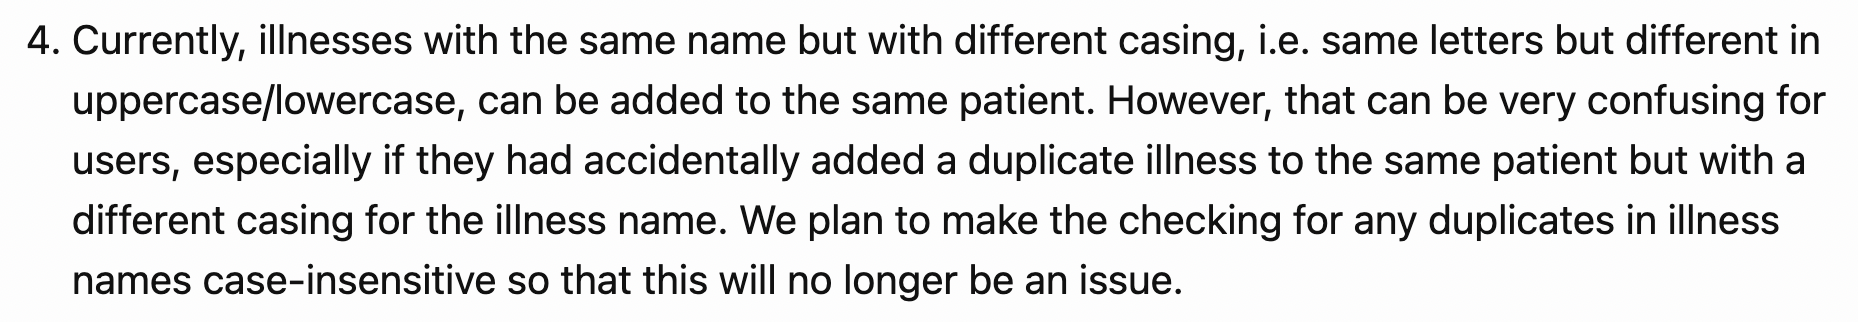 4. Currently, illnesses with the same name but with different casing, i.e. same letters but different in
uppercase/lowercase, can be added to the same patient. However, that can be very confusing for
users, especially if they had accidentally added a duplicate illness to the same patient but with a
different casing for the illness name. We plan to make the checking for any duplicates in illness
names case-insensitive so that this will no longer be an issue.